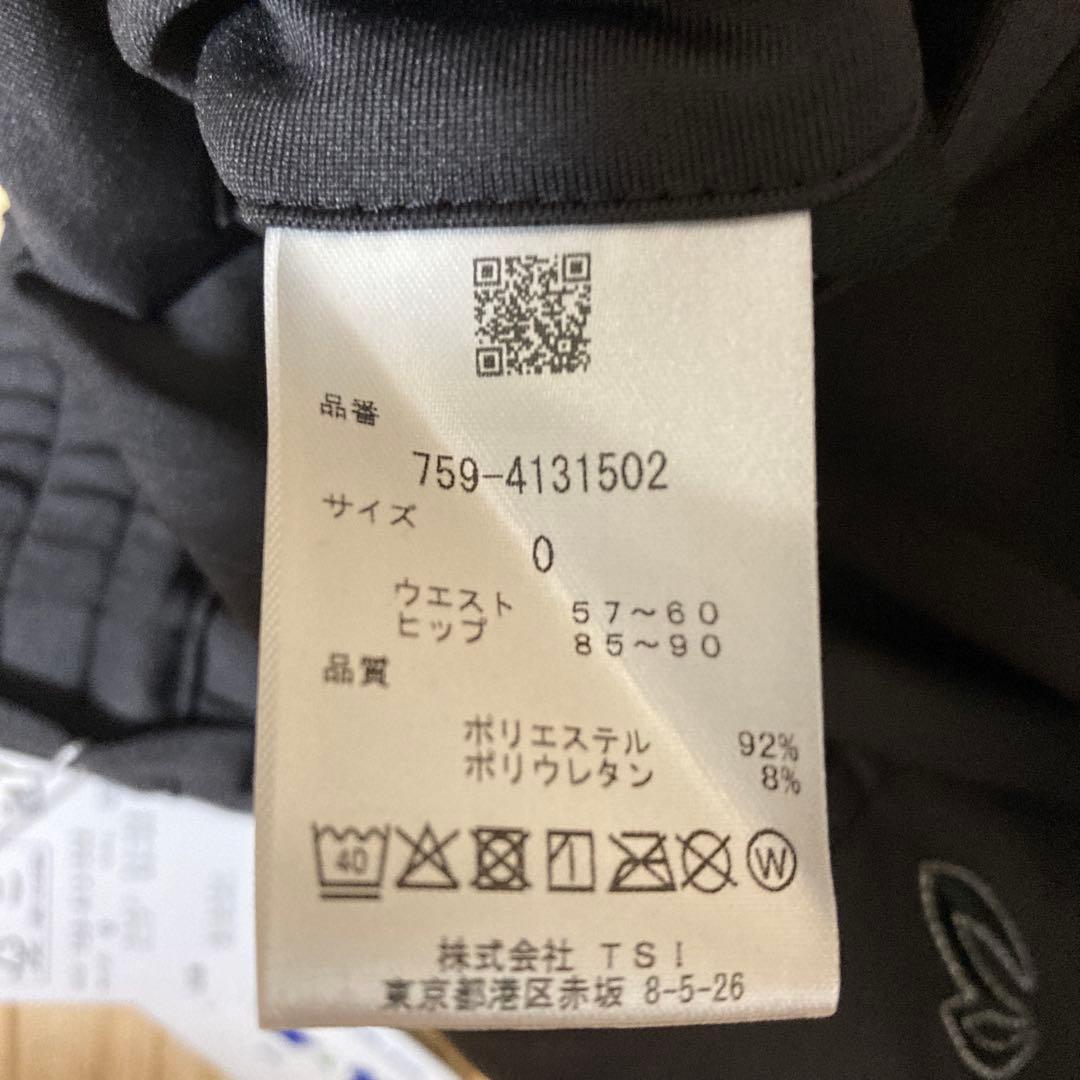 品番
759-4131502
サイズ
0
ウエスト 57～60
ヒップ 85～90
品質
ポリエステル 92%
ポリウレタン 8%
40
W
株式会社 TSI
東京都港区赤坂 8-5-26